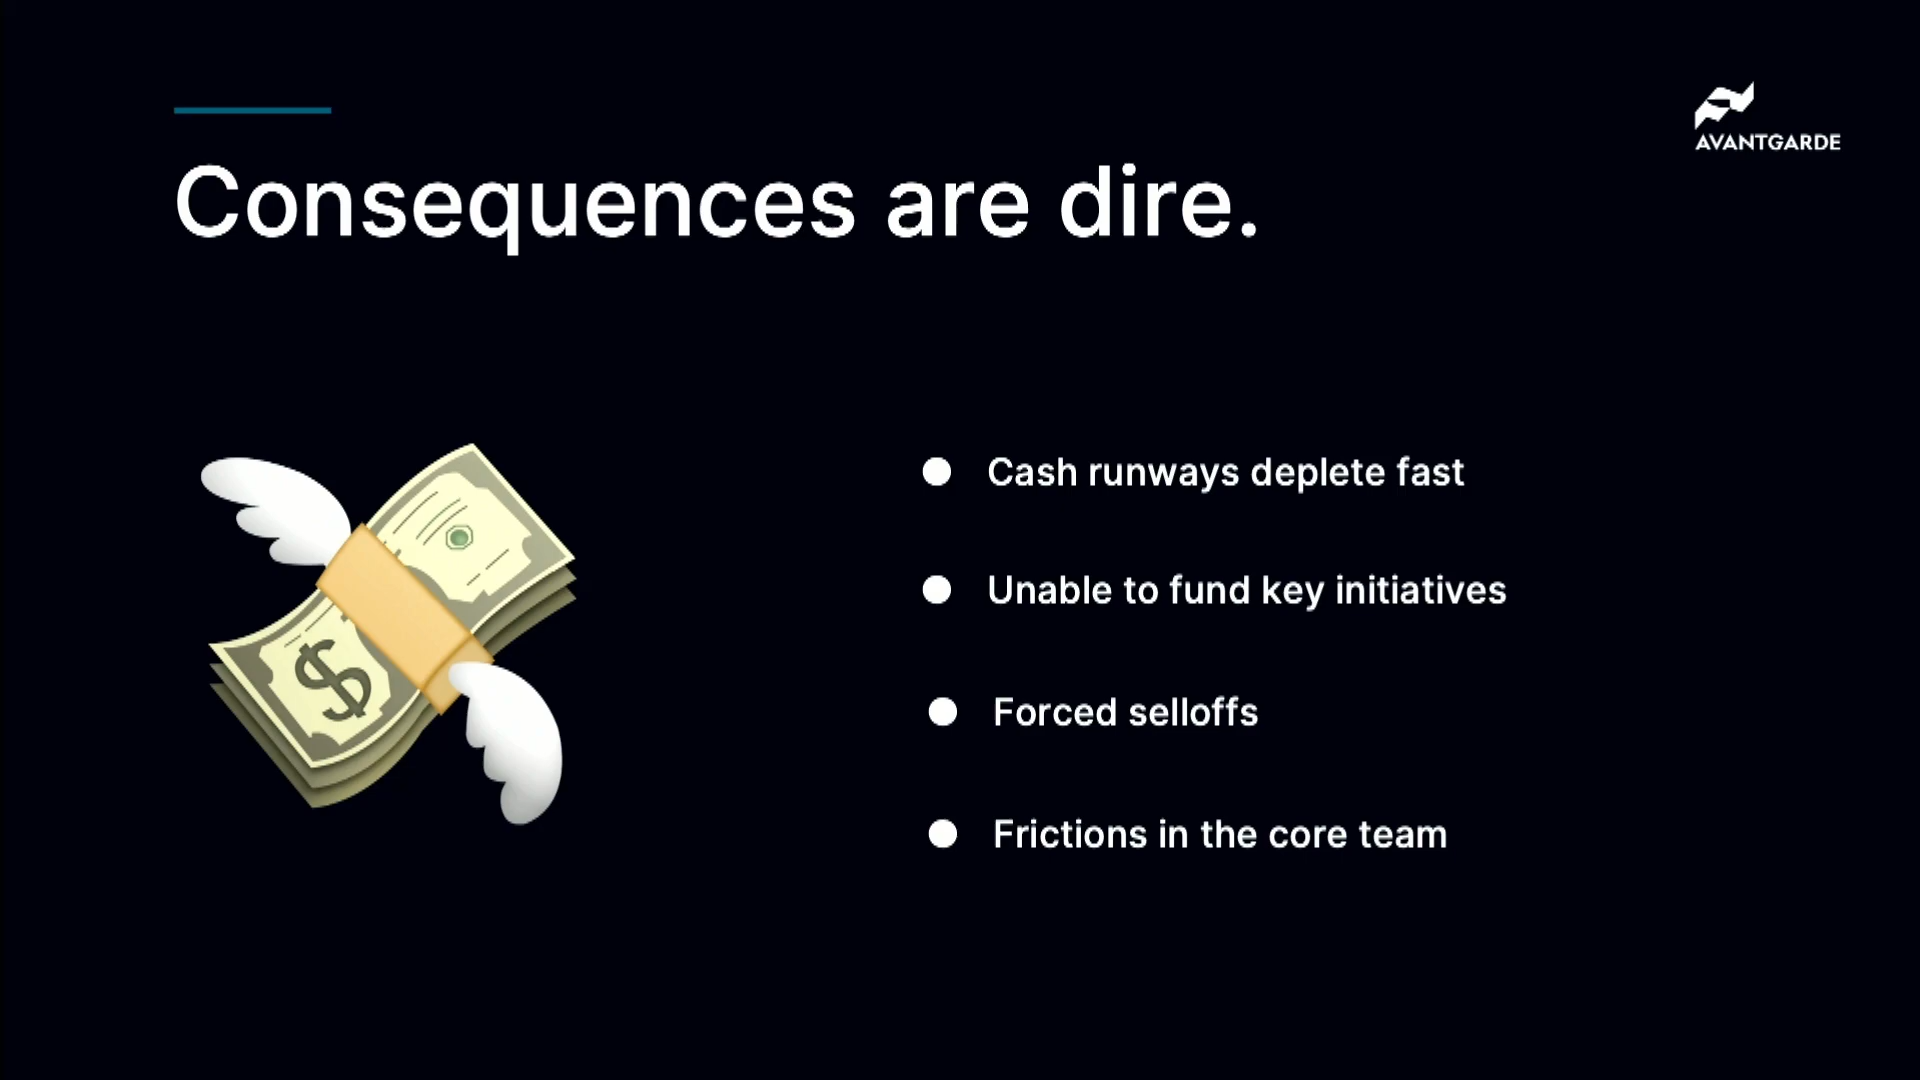 AVANTGARDE
Consequences are dire.
$
Cash runways deplete fast
Unable to fund key initiatives
Forced selloffs
Frictions in the core team